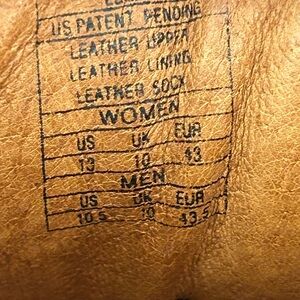 US PATENT PENDING
LEATHER UPPER
LEATHER LINING
LEATHER SOCK
WOMEN
US UK EUR
13 10 43
MEN
US UK EUR
10.5 10 43.5